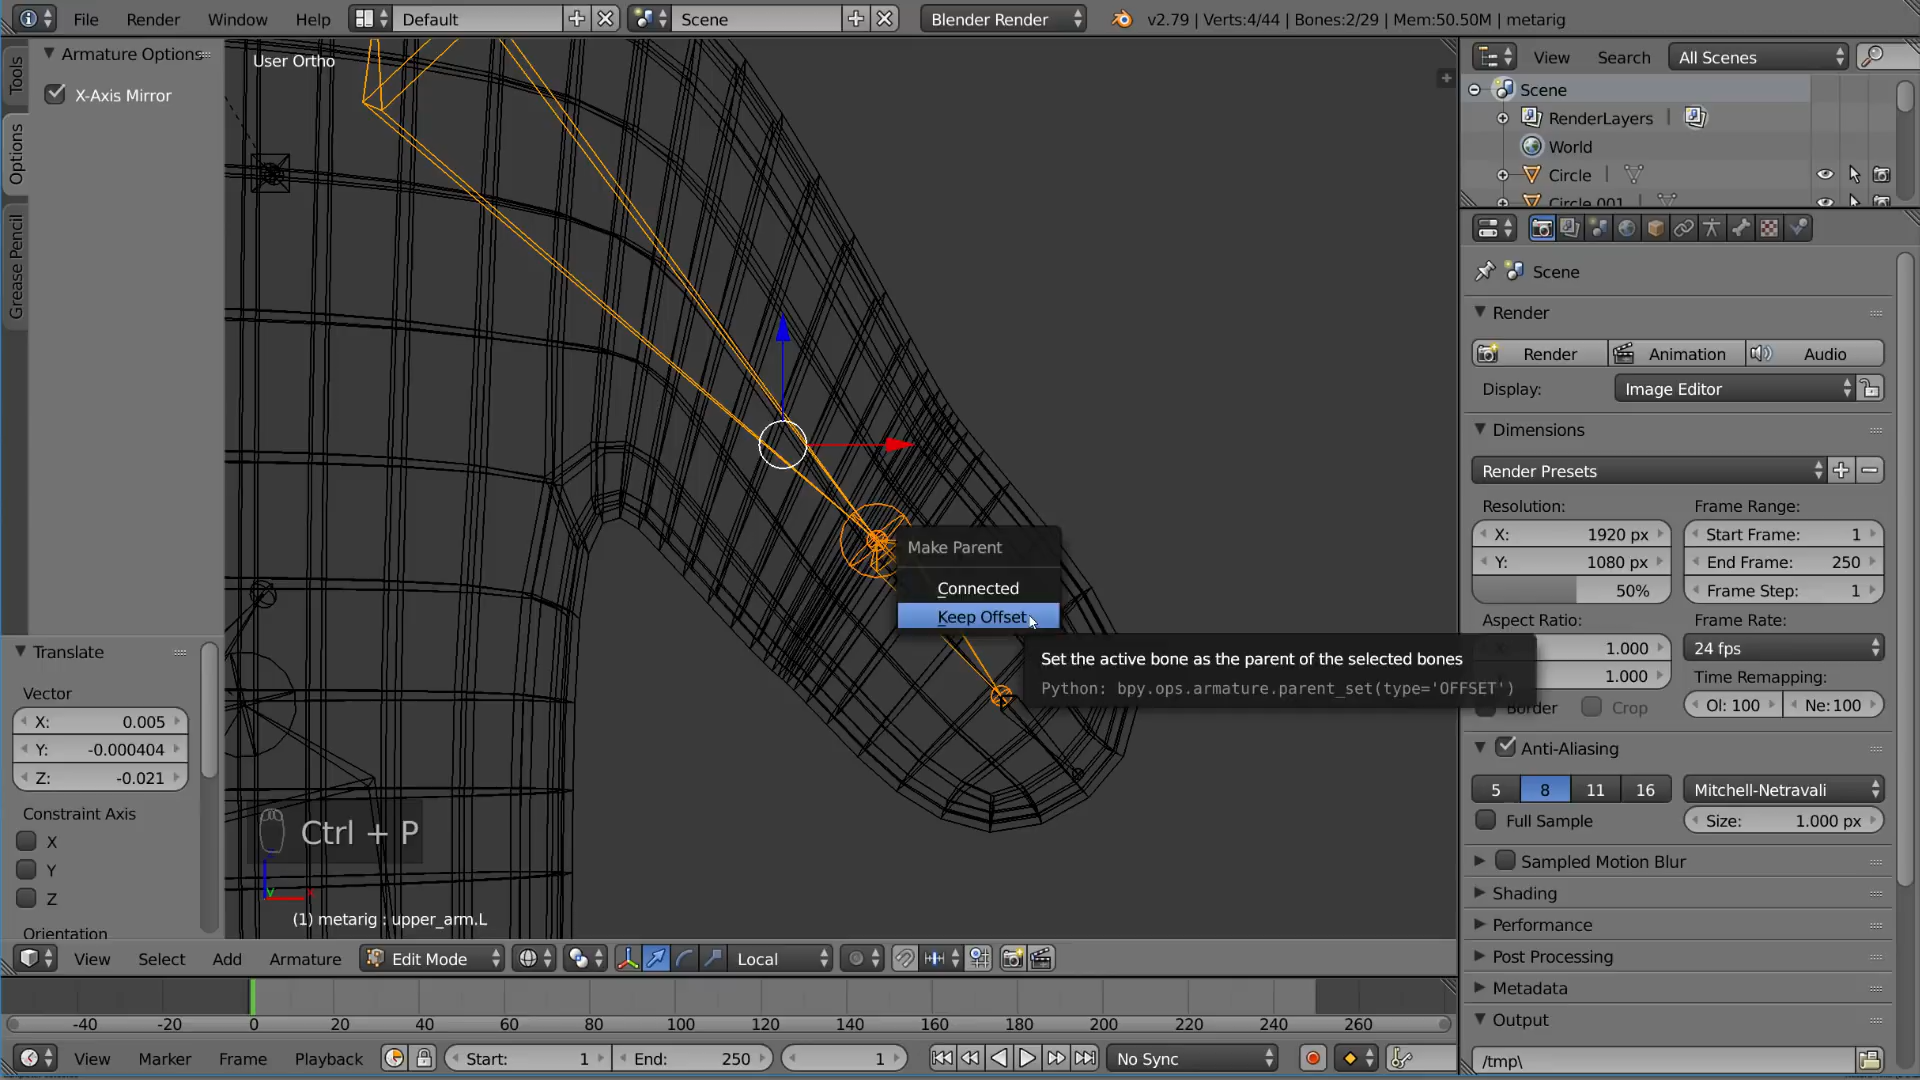 File Render Window Help Default Scene Blender Render v2.79 | Verts:4/44 | Bones:2/29 | Mem:50.50M | metarig
Tools
Options
Grease Pencil
Armature Options
X-Axis Mirror
User Ortho
View Search All Scenes
Scene
RenderLayers
World
Circle
Circle.001
Scene
Render
Render Animation Audio
Display: Image Editor
Dimensions
Render Presets
Resolution: Frame Range:
X: 1920 px Start Frame: 1
Y: 1080 px End Frame: 250
50% Frame Step: 1
Aspect Ratio: Frame Rate:
1.000 24 fps
1.000 Time Remapping:
Border Crop Ol: 100 Ne:100
Anti-Aliasing
5 8 11 16 Mitchell-Netravali
Full Sample Size: 1.000 px
Sampled Motion Blur
Shading
Performance
Post Processing
Metadata
Output
/tmp\
Make Parent
Connected
Keep Offset
Set the active bone as the parent of the selected bones
Python: bpy.ops.armature.parent_set(type='OFFSET')
Translate
Vector
X: 0.005
Y: -0.000404
Z: -0.021
Constraint Axis
X
Y
Z
Orientation
Ctrl + P
(1) metarig : upper_arm.L
View Select Add Armature Edit Mode Local
-40 -20 0 20 40 60 80 100 120 140 160 180 200 220 240 260
View Marker Frame Playback Start: 1 End: 250 1 No Sync